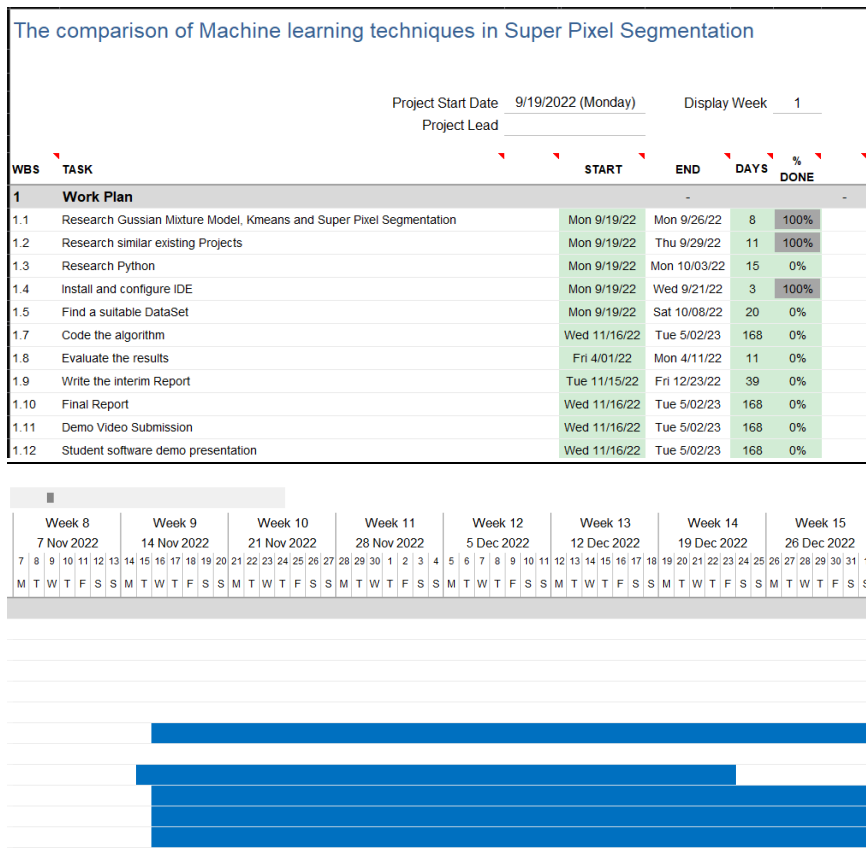 The comparison of Machine learning techniques in Super Pixel Segmentation
Project Start Date 9/19/2022 (Monday) Display Week 1
Project Lead
WBS TASK START END DAYS % DONE
1 Work Plan - -
1.1 Research Gussian Mixture Model, Kmeans and Super Pixel Segmentation Mon 9/19/22 Mon 9/26/22 8 100%
1.2 Research similar existing Projects Mon 9/19/22 Thu 9/29/22 11 100%
1.3 Research Python Mon 9/19/22 Mon 10/03/22 15 0%
1.4 Install and configure IDE Mon 9/19/22 Wed 9/21/22 3 100%
1.5 Find a suitable DataSet Mon 9/19/22 Sat 10/08/22 20 0%
1.7 Code the algorithm Wed 11/16/22 Tue 5/02/23 168 0%
1.8 Evaluate the results Fri 4/01/22 Mon 4/11/22 11 0%
1.9 Write the interim Report Tue 11/15/22 Fri 12/23/22 39 0%
1.10 Final Report Wed 11/16/22 Tue 5/02/23 168 0%
1.11 Demo Video Submission Wed 11/16/22 Tue 5/02/23 168 0%
1.12 Student software demo presentation Wed 11/16/22 Tue 5/02/23 168 0%
Week 8 Week 9 Week 10 Week 11 Week 12 Week 13 Week 14 Week 15
7 Nov 2022 14 Nov 2022 21 Nov 2022 28 Nov 2022 5 Dec 2022 12 Dec 2022 19 Dec 2022 26 Dec 2022
7 8 9 10 11 12 13 14 15 16 17 18 19 20 21 22 23 24 25 26 27 28 29 30 1 2 3 4 5 6 7 8 9 10 11 12 13 14 15 16 17 18 19 20 21 22 23 24 25 26 27 28 29 30 31
M T W T F S S M T W T F S S M T W T F S S M T W T F S S M T W T F S S M T W T F S S M T W T F S S M T W T F S